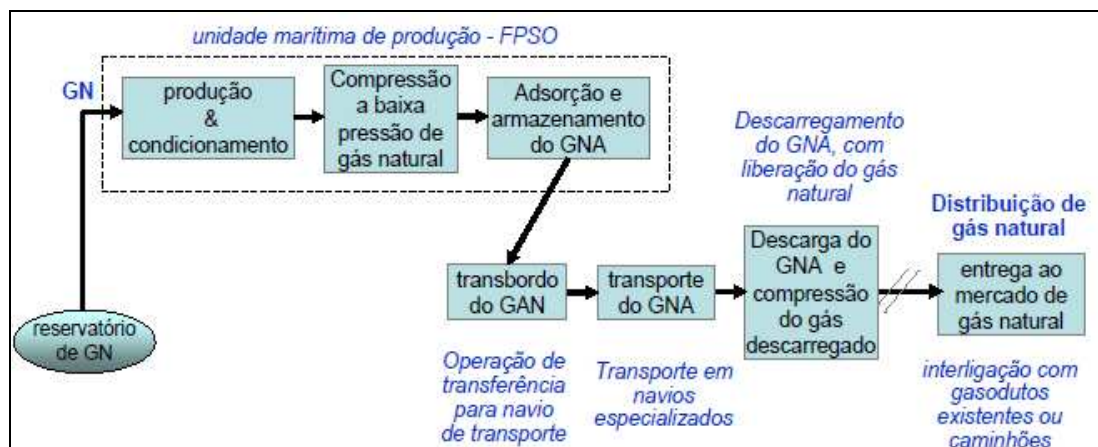 unidade marítima de produção - FPSO
GN
produção
&
condicionamento
Compressão
a baixa
pressão de
gás natural
Adsorção e
armazenamento
do GNA
Descarregamento
do GNA, com
liberação do gás
natural
Distribuição de
gás natural
reservatório
de GN
transbordo
do GAN
transporte
do GNA
Descarga do
GNA e
compressão
do gás
descarregado
entrega ao
mercado de
gás natural
Operação de
transferência
para navio
de transporte
Transporte em
navios
especializados
interligação com
gasodutos
existentes ou
caminhões